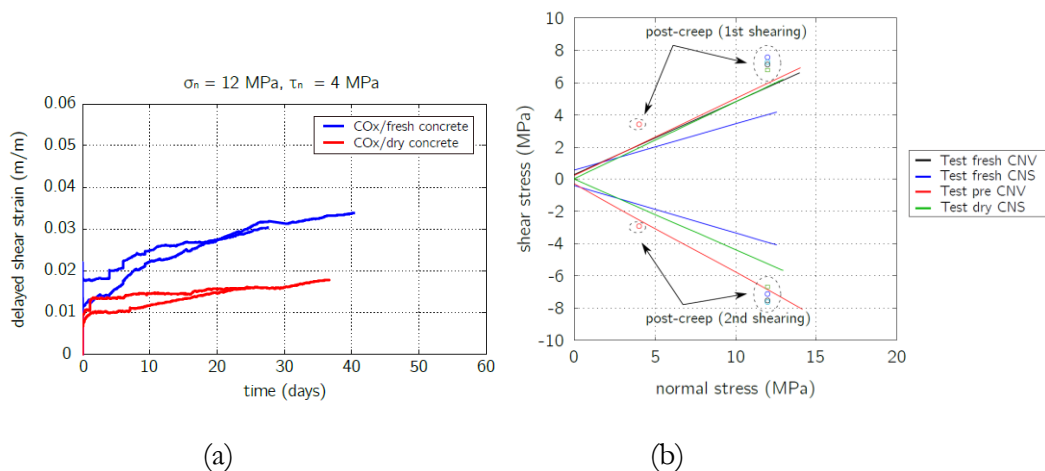 σn = 12 MPa, τn = 4 MPa
delayed shear strain (m/m)
0.06
0.05
0.04
0.03
0.02
0.01
0
COx/fresh concrete
COx/dry concrete
0 10 20 30 40 50 60
time (days)
(a)
shear stress (MPa)
10
8
6
4
2
0
-2
-4
-6
-8
-10
post-creep (1st shearing)
post-creep (2nd shearing)
0 5 10 15 20
normal stress (MPa)
Test fresh CNV
Test fresh CNS
Test pre CNV
Test dry CNS
(b)